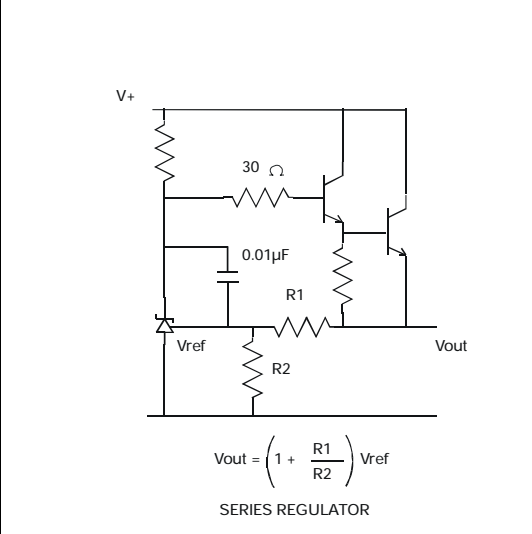 V+
30 Ω
0.01µF
R1
Vref
Vout
R2
Vout = (1 + R1/R2) Vref
SERIES REGULATOR